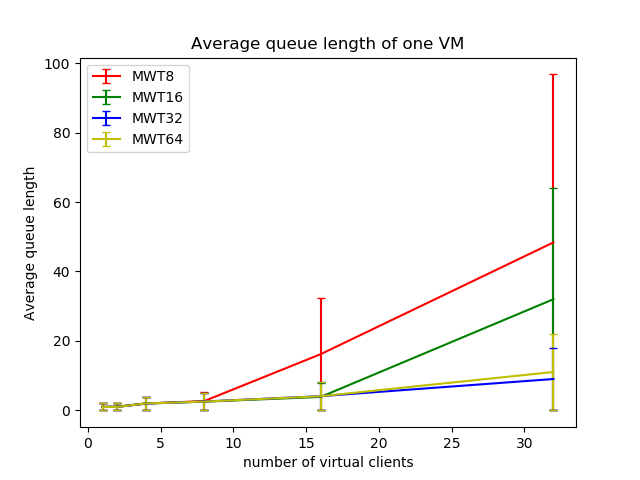 Average queue length of one VM
MWT8
MWT16
MWT32
MWT64
Average queue length
100
80
60
40
20
0
0
5
10
15
20
25
30
number of virtual clients